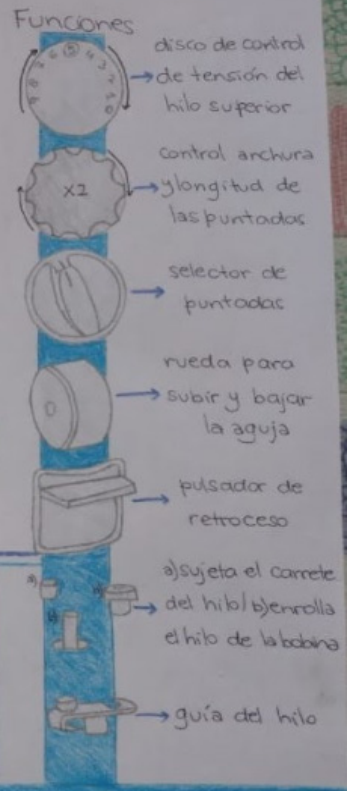 Funciones
disco de control
de tensión del
hilo superior
control anchura
y longitud de
las puntadas
x2
selector de
puntadas
rueda para
subir y bajar
la aguja
pulsador de
retroceso
a)sujeta el carrete
del hilo/b)enrolla
el hilo de la bobina
guía del hilo